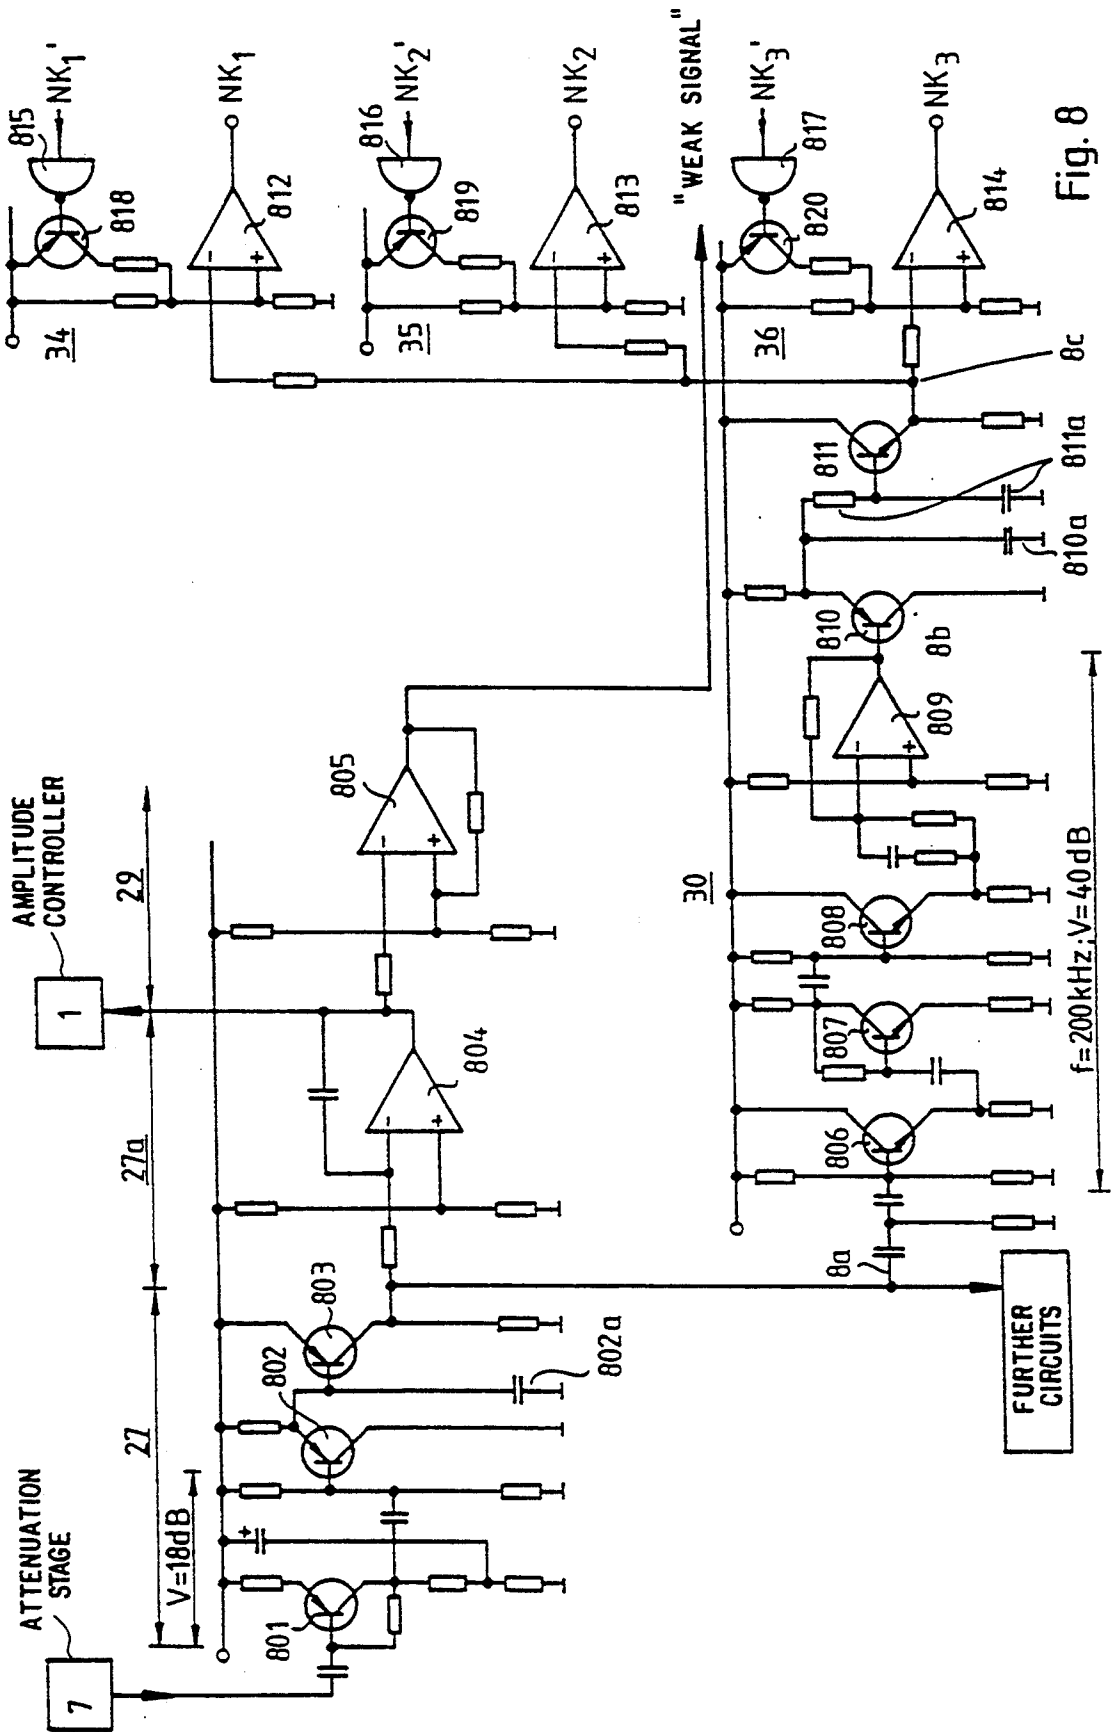 ATTENUATION
STAGE
7
27
V=18dB
801
802
802a
803
27a
AMPLITUDE
CONTROLLER
1
29
804
805
"WEAK SIGNAL"
34
818
815
NK1'
812
NK1
35
819
816
NK2'
813
NK2
36
820
817
NK3'
814
NK3
8c
30
8a
806
807
808
809
8b
810
810a
811
811a
f=200kHz; V=40dB
FURTHER
CIRCUITS
- +
- +
- +
- +
- +
- +
+
Fig. 8